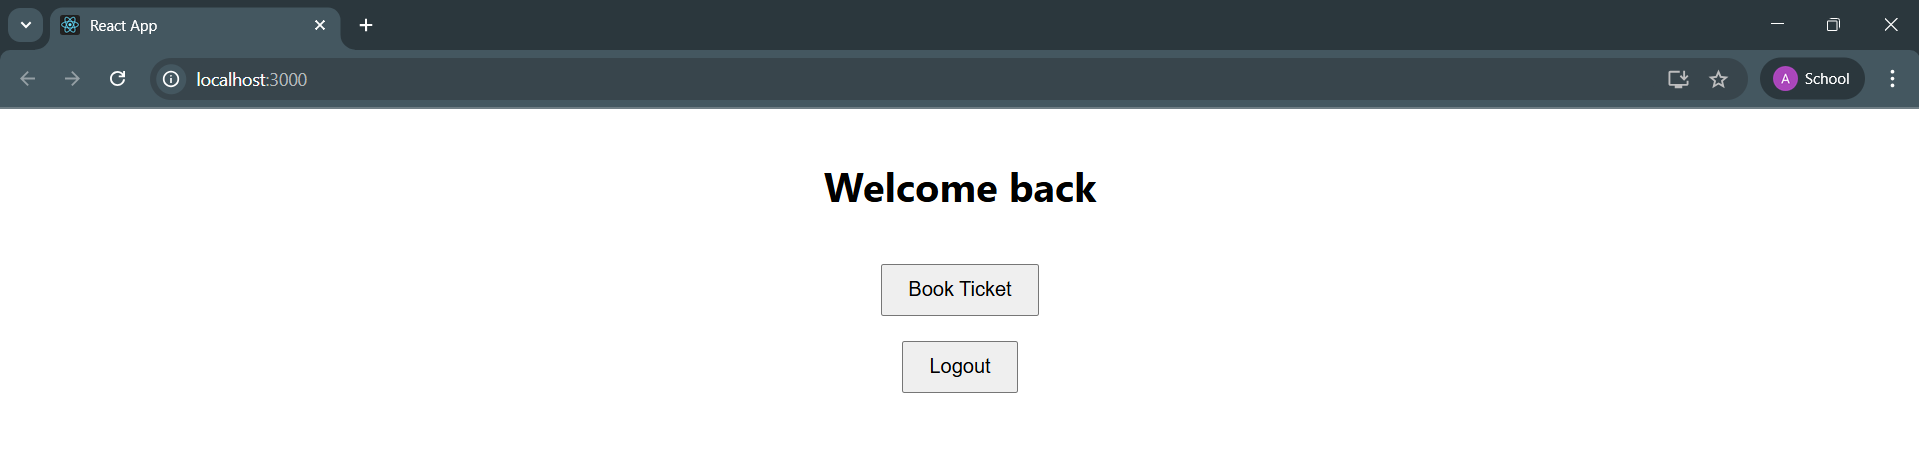 React App
localhost:3000
A School
Welcome back
Book Ticket
Logout